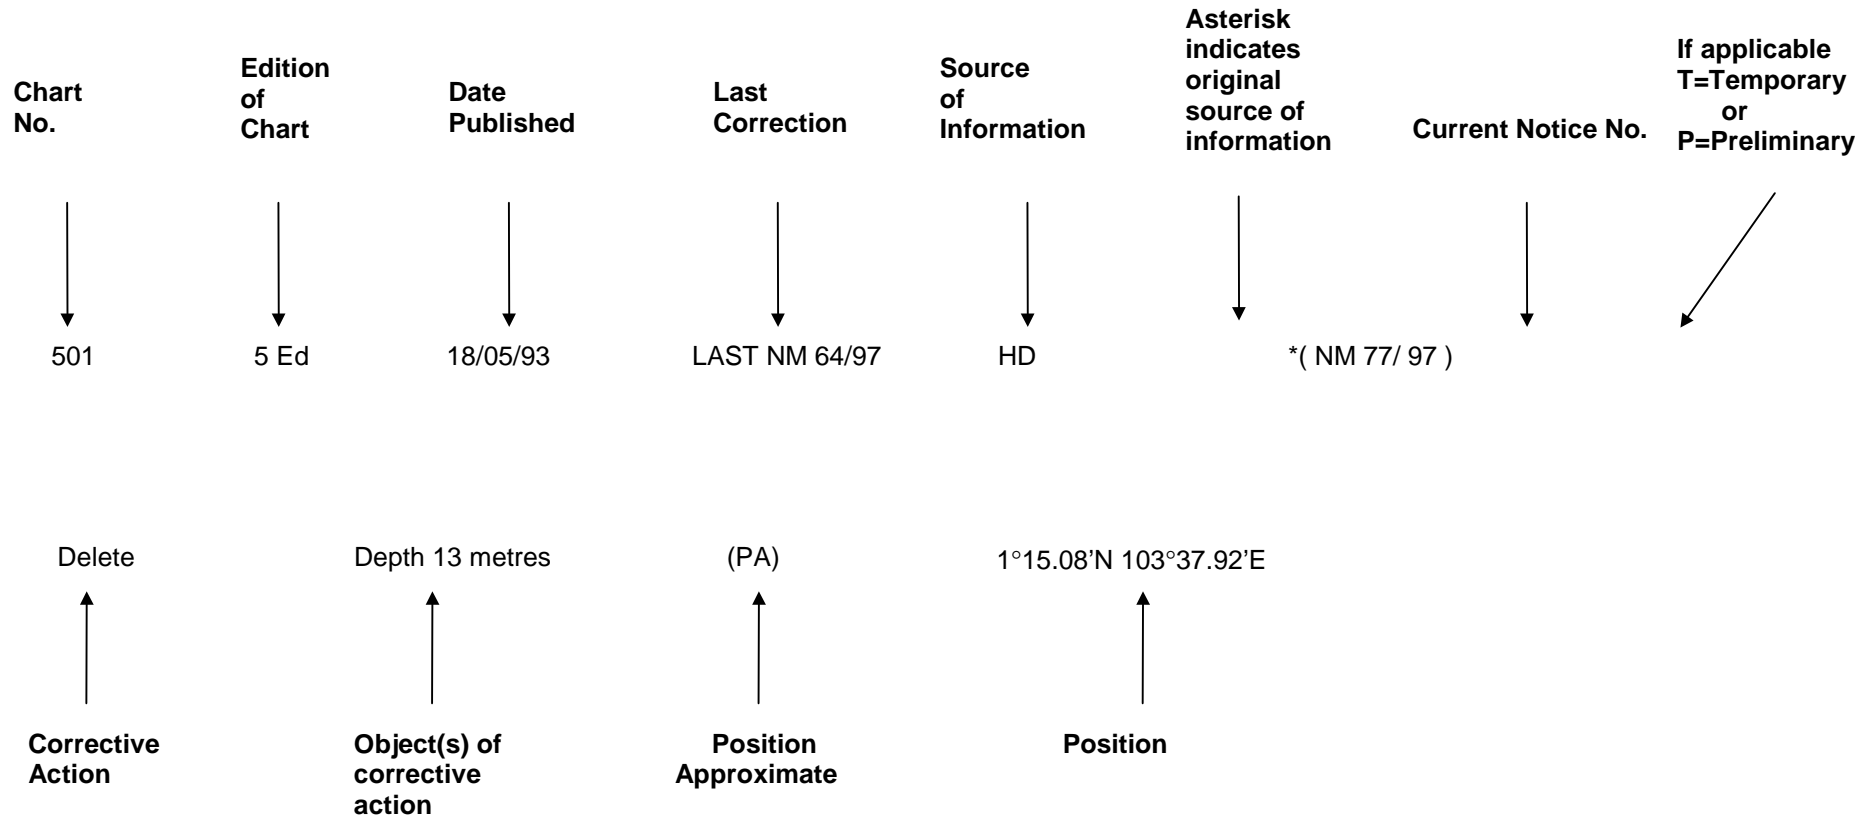 Chart
No.
Edition
of
Chart
Date
Published
Last
Correction
Source
of
Information
Asterisk
indicates
original
source of
information
Current Notice No.
If applicable
T=Temporary
or
P=Preliminary
501 5 Ed 18/05/93 LAST NM 64/97 HD *( NM 77/ 97 )
Delete Depth 13 metres (PA) 1°15.08’N 103°37.92’E
Corrective
Action
Object(s) of
corrective
action
Position
Approximate
Position